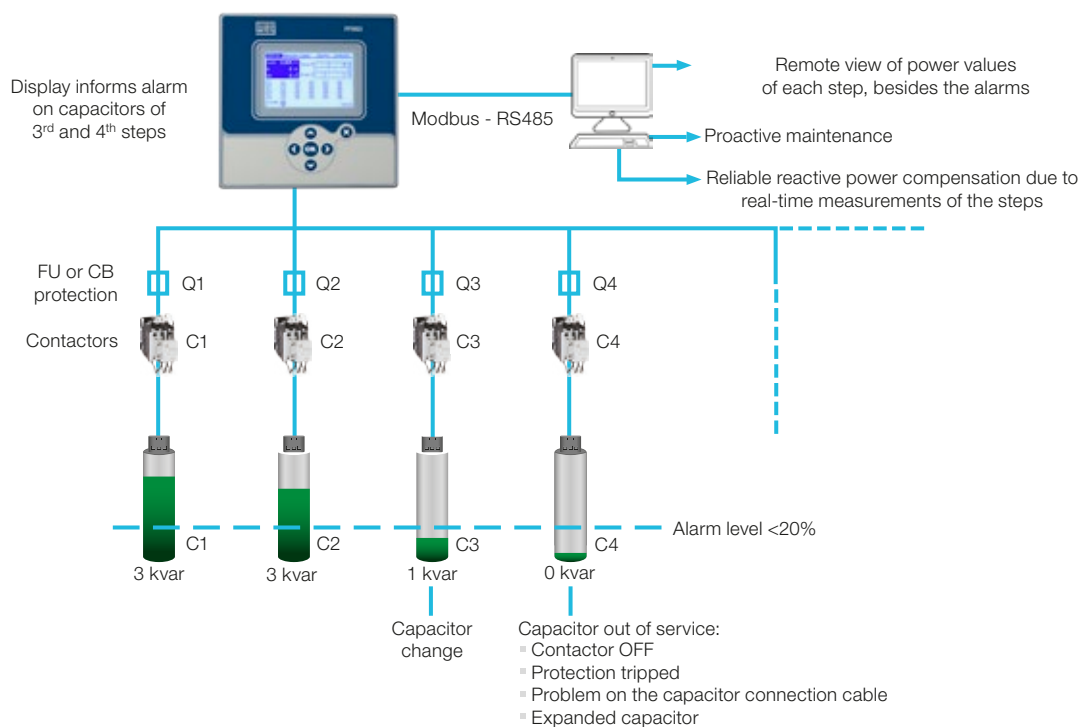 Display informs alarm
on capacitors of
3rd and 4th steps
Modbus - RS485
Remote view of power values
of each step, besides the alarms
Proactive maintenance
Reliable reactive power compensation due to
real-time measurements of the steps
FU or CB
protection
Q1
Q2
Q3
Q4
Contactors
C1
C2
C3
C4
Alarm level <20%
C1
C2
C3
C4
3 kvar
3 kvar
1 kvar
0 kvar
Capacitor
change
Capacitor out of service:
Contactor OFF
Protection tripped
Problem on the capacitor connection cable
Expanded capacitor